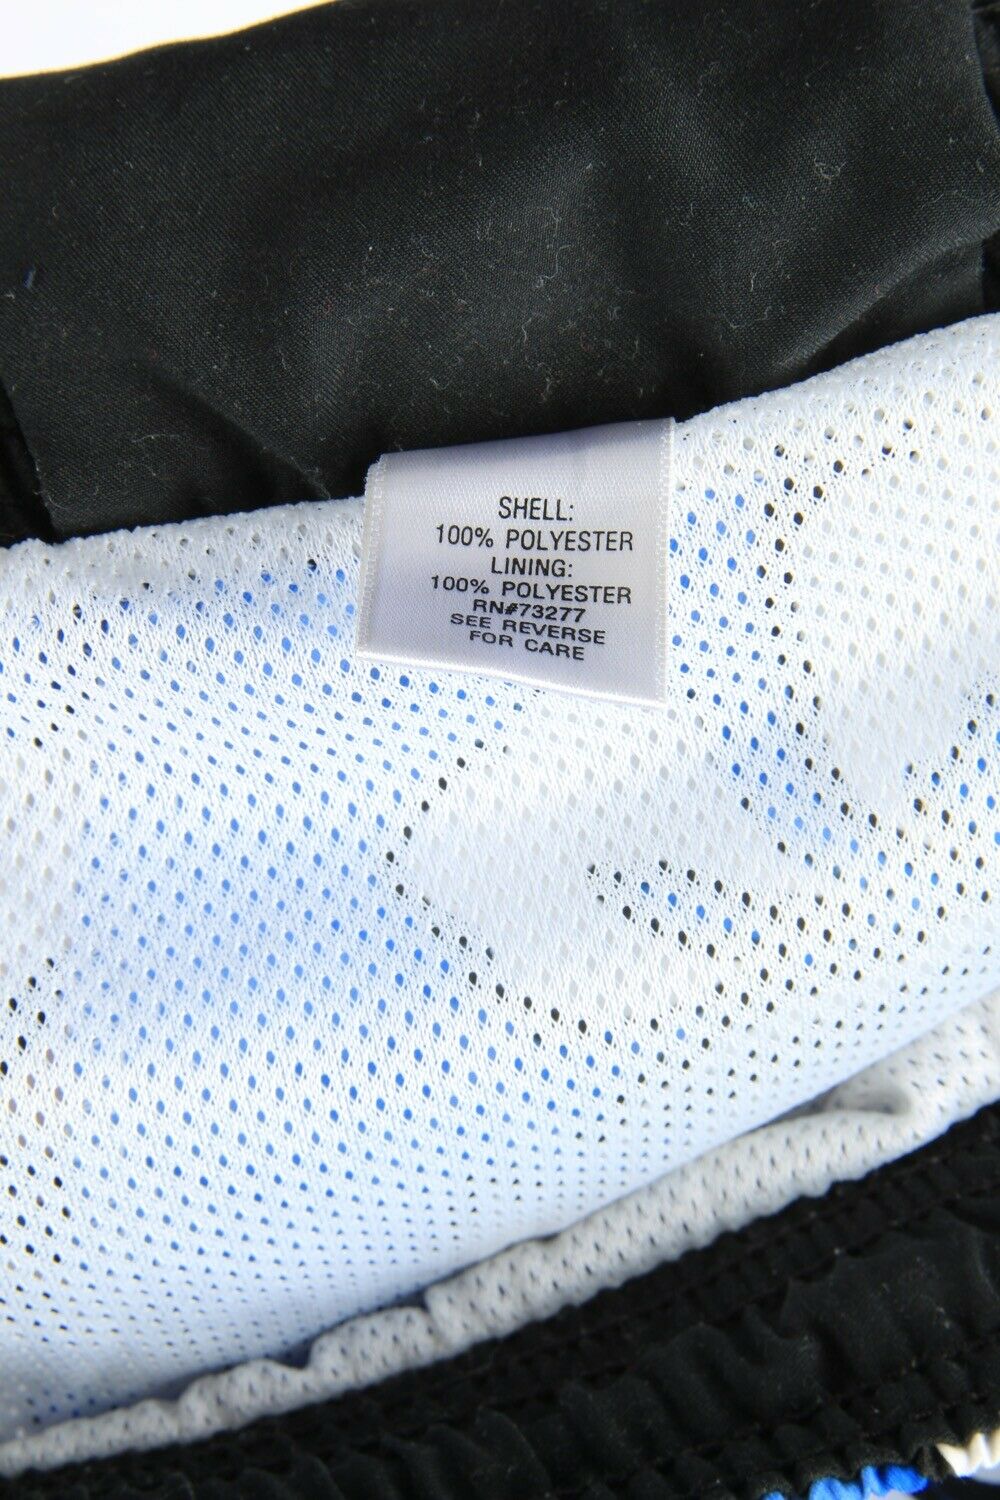 SHELL:
100% POLYESTER
LINING:
100% POLYESTER
RN#73277
SEE REVERSE
FOR CARE